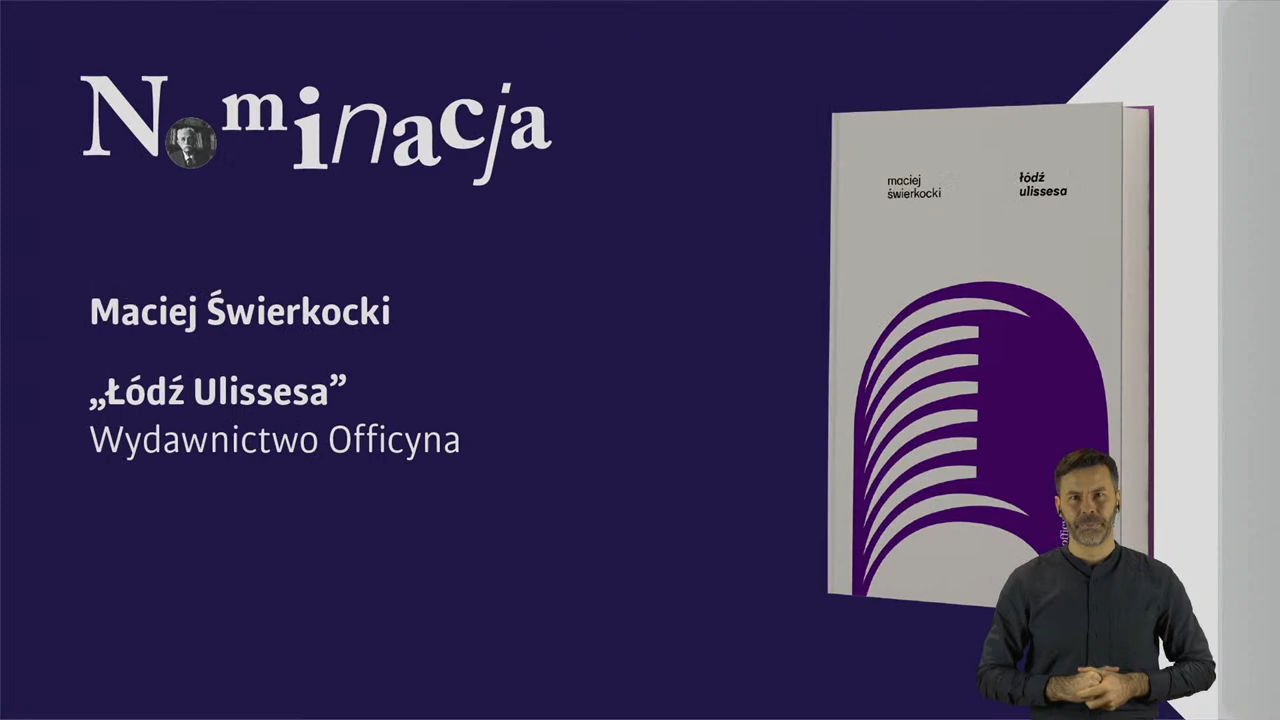 Nominacja
maciej
świerkocki
łódź
ulissesa
Maciej Świerkocki
„Łódź Ulissesa”
Wydawnictwo Officyna